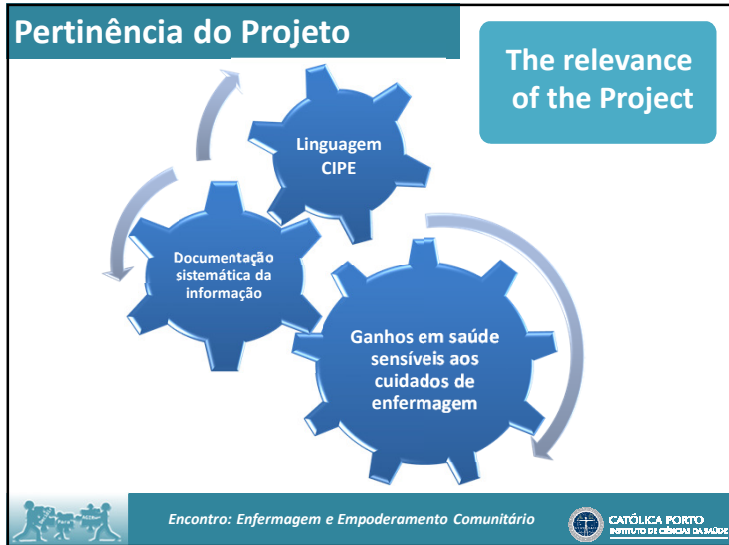 Pertinência do Projeto
The relevance
of the Project
Linguagem
CIPE
Documentação
sistemática da
informação
Ganhos em saúde
sensíveis aos
cuidados de
enfermagem
Encontro: Enfermagem e Empoderamento Comunitário
CATÓLICA PORTO
INSTITUTO DE CIÊNCIAS DA SAÚDE